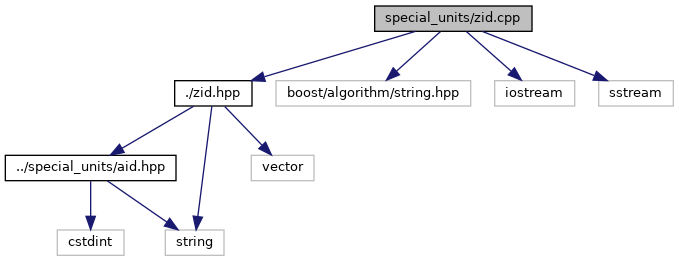 special_units/zid.cpp
./zid.hpp
boost/algorithm/string.hpp
iostream
sstream
../special_units/aid.hpp
vector
cstdint
string